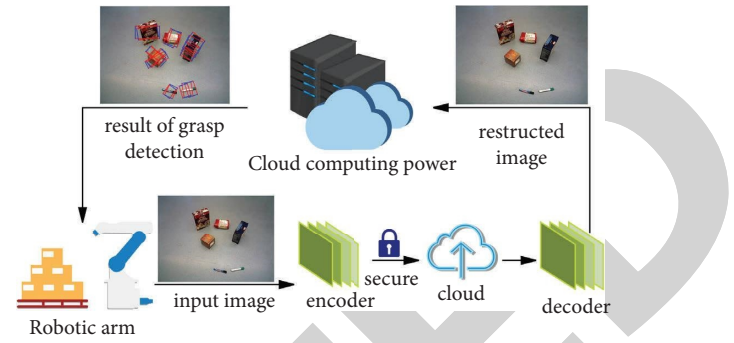 result of grasp
detection
Cloud computing power
restructed
image
input image
encoder
secure
cloud
decoder
Robotic arm